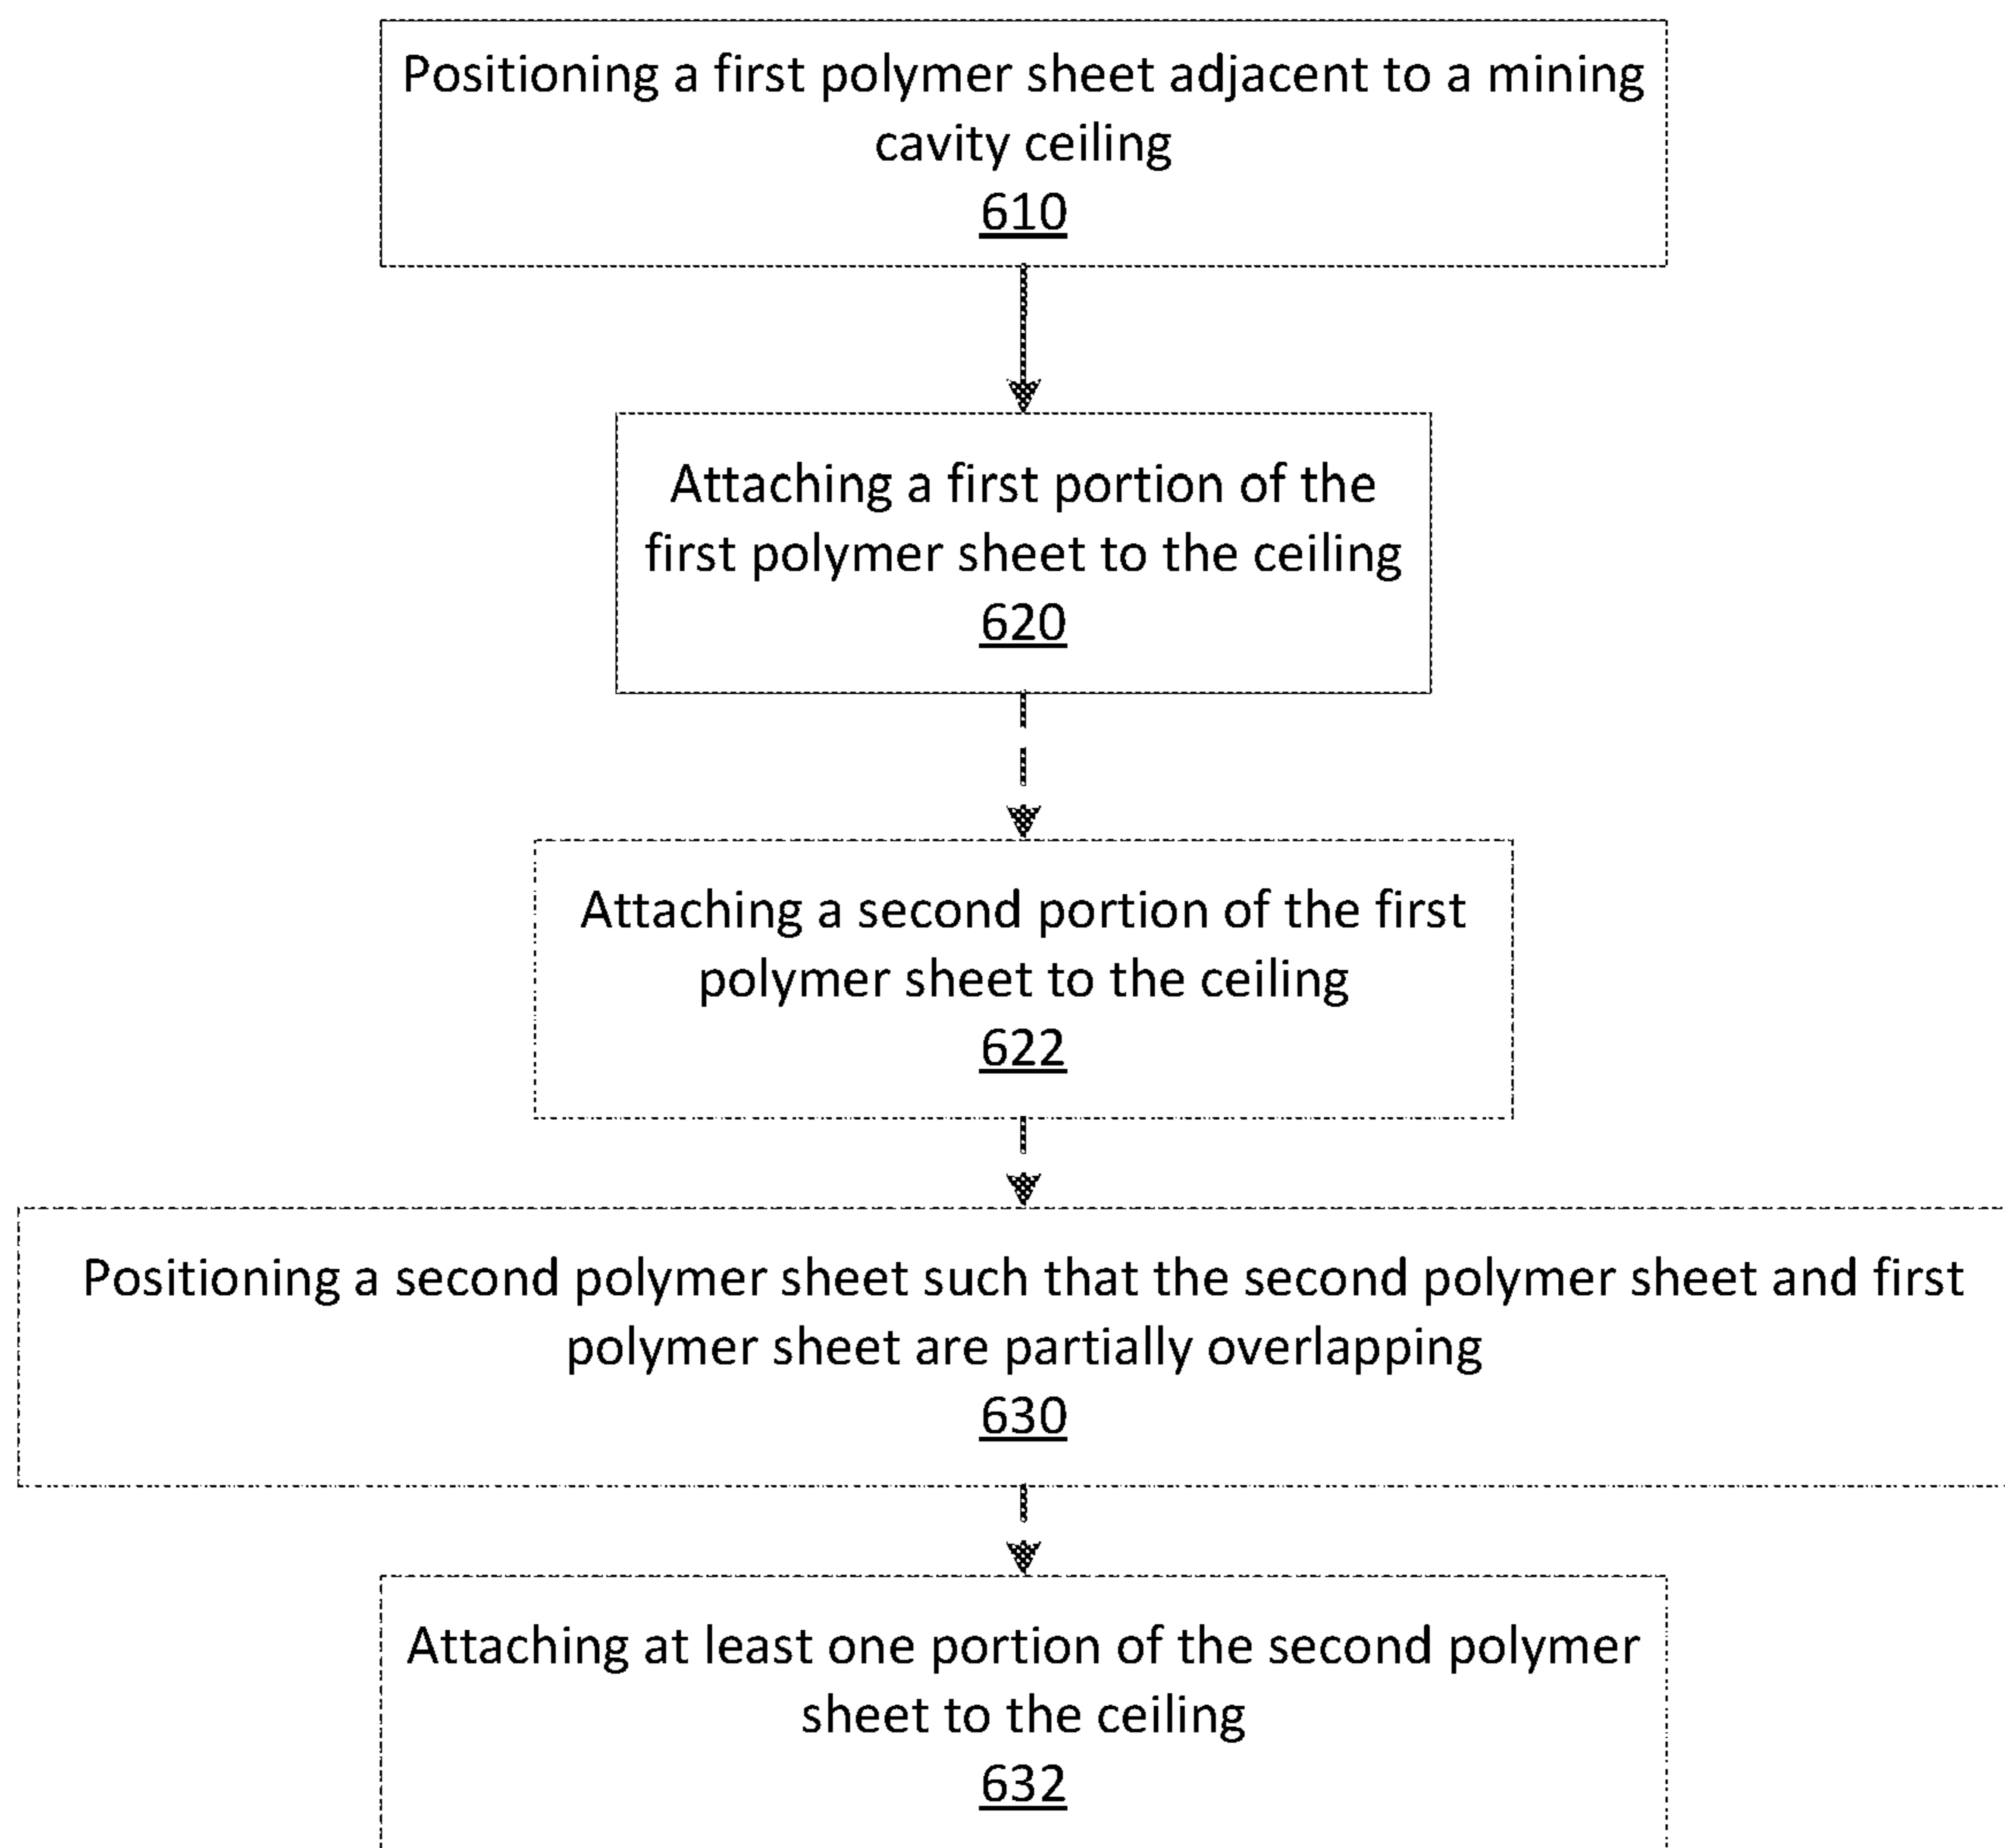 Positioning a first polymer sheet adjacent to a mining
cavity ceiling
610
Attaching a first portion of the
first polymer sheet to the ceiling
620
Attaching a second portion of the first
polymer sheet to the ceiling
622
Positioning a second polymer sheet such that the second polymer sheet and first
polymer sheet are partially overlapping
630
Attaching at least one portion of the second polymer
sheet to the ceiling
632